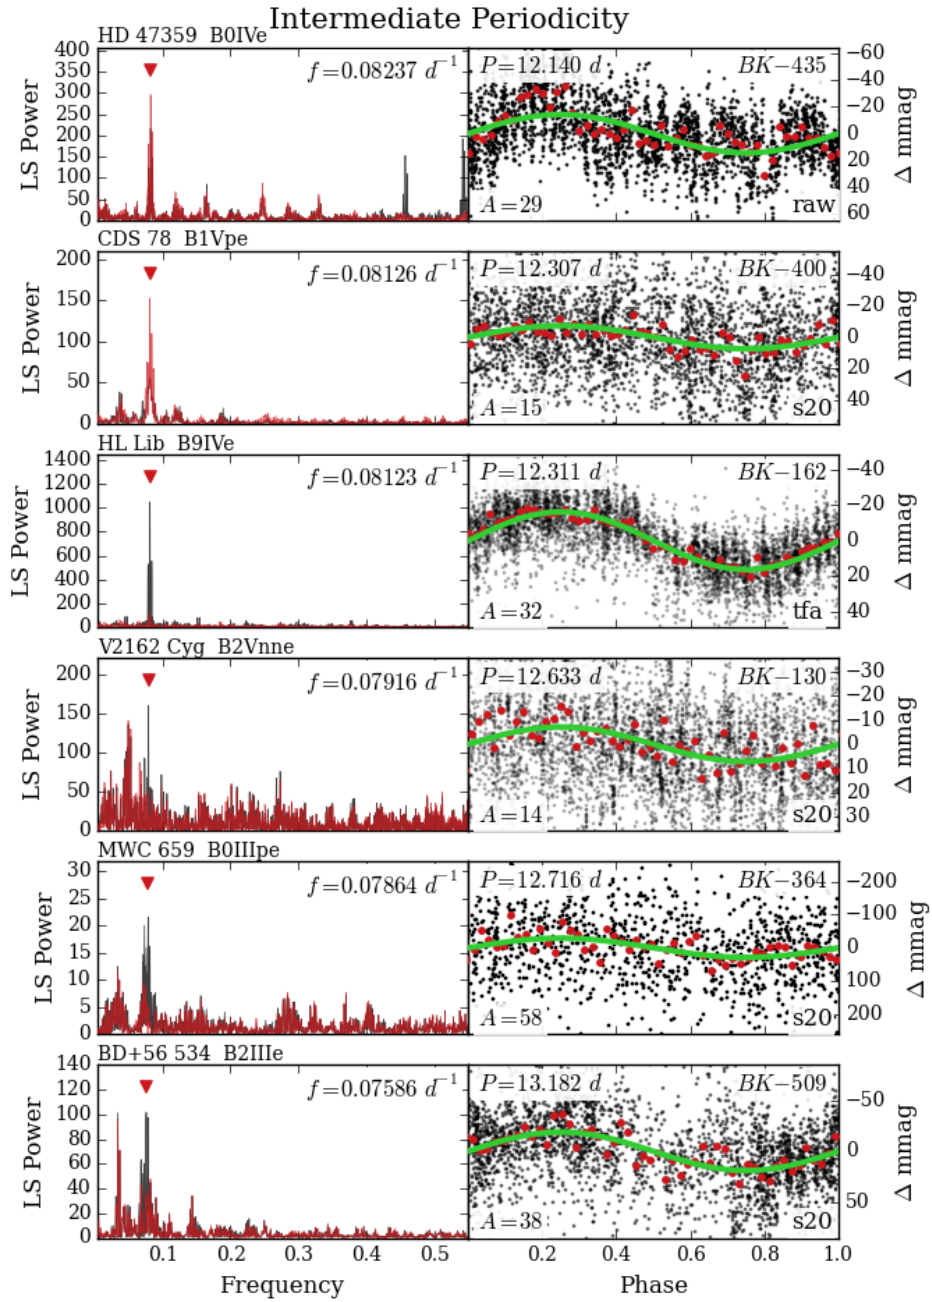 Intermediate Periodicity
HD 47359 B0IVe
400
350
300
250
200
150
100
50
0
LS Power
f=0.08237 d⁻¹
P=12.140 d
BK−435
A=29
raw
−60
−40
−20
0
20
40
60
Δ mmag
CDS 78 B1Vpe
200
150
100
50
0
LS Power
f=0.08126 d⁻¹
P=12.307 d
BK−400
A=15
s20
−40
−20
0
20
40
Δ mmag
HL Lib B9IVe
1400
1200
1000
800
600
400
200
0
LS Power
f=0.08123 d⁻¹
P=12.311 d
BK−162
A=32
tfa
−40
−20
0
20
40
Δ mmag
V2162 Cyg B2Vnne
200
150
100
50
0
LS Power
f=0.07916 d⁻¹
P=12.633 d
BK−130
A=14
s20
−30
−20
−10
0
10
20
30
Δ mmag
MWC 659 B0IIIpe
30
25
20
15
10
5
0
LS Power
f=0.07864 d⁻¹
P=12.716 d
BK−364
A=58
s20
−200
−100
0
100
200
Δ mmag
BD+56 534 B2IIIe
140
120
100
80
60
40
20
0
LS Power
f=0.07586 d⁻¹
P=13.182 d
BK−509
A=38
s20
−50
0
50
Δ mmag
0.1 0.2 0.3 0.4 0.5
0.2 0.4 0.6 0.8 1.0
Frequency
Phase